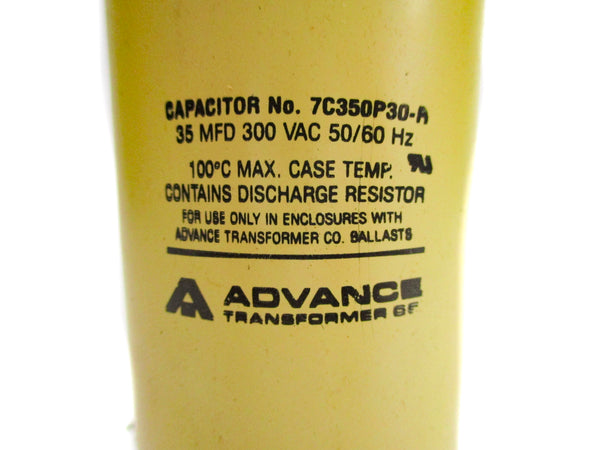 CAPACITOR No. 7C350P30-A
35 MFD 300 VAC 50/60 Hz
100°C MAX. CASE TEMP.
CONTAINS DISCHARGE RESISTOR
FOR USE ONLY IN ENCLOSURES WITH
ADVANCE TRANSFORMER CO. BALLASTS
ADVANCE
TRANSFORMER